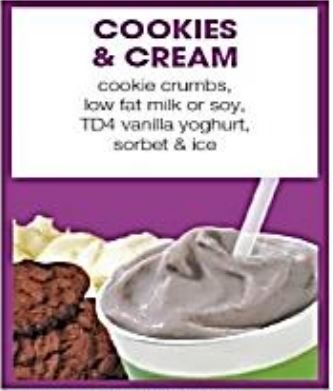 COOKIES
& CREAM
cookie crumbs,
low fat milk or soy,
TD4 vanilla yoghurt,
sorbet & ice